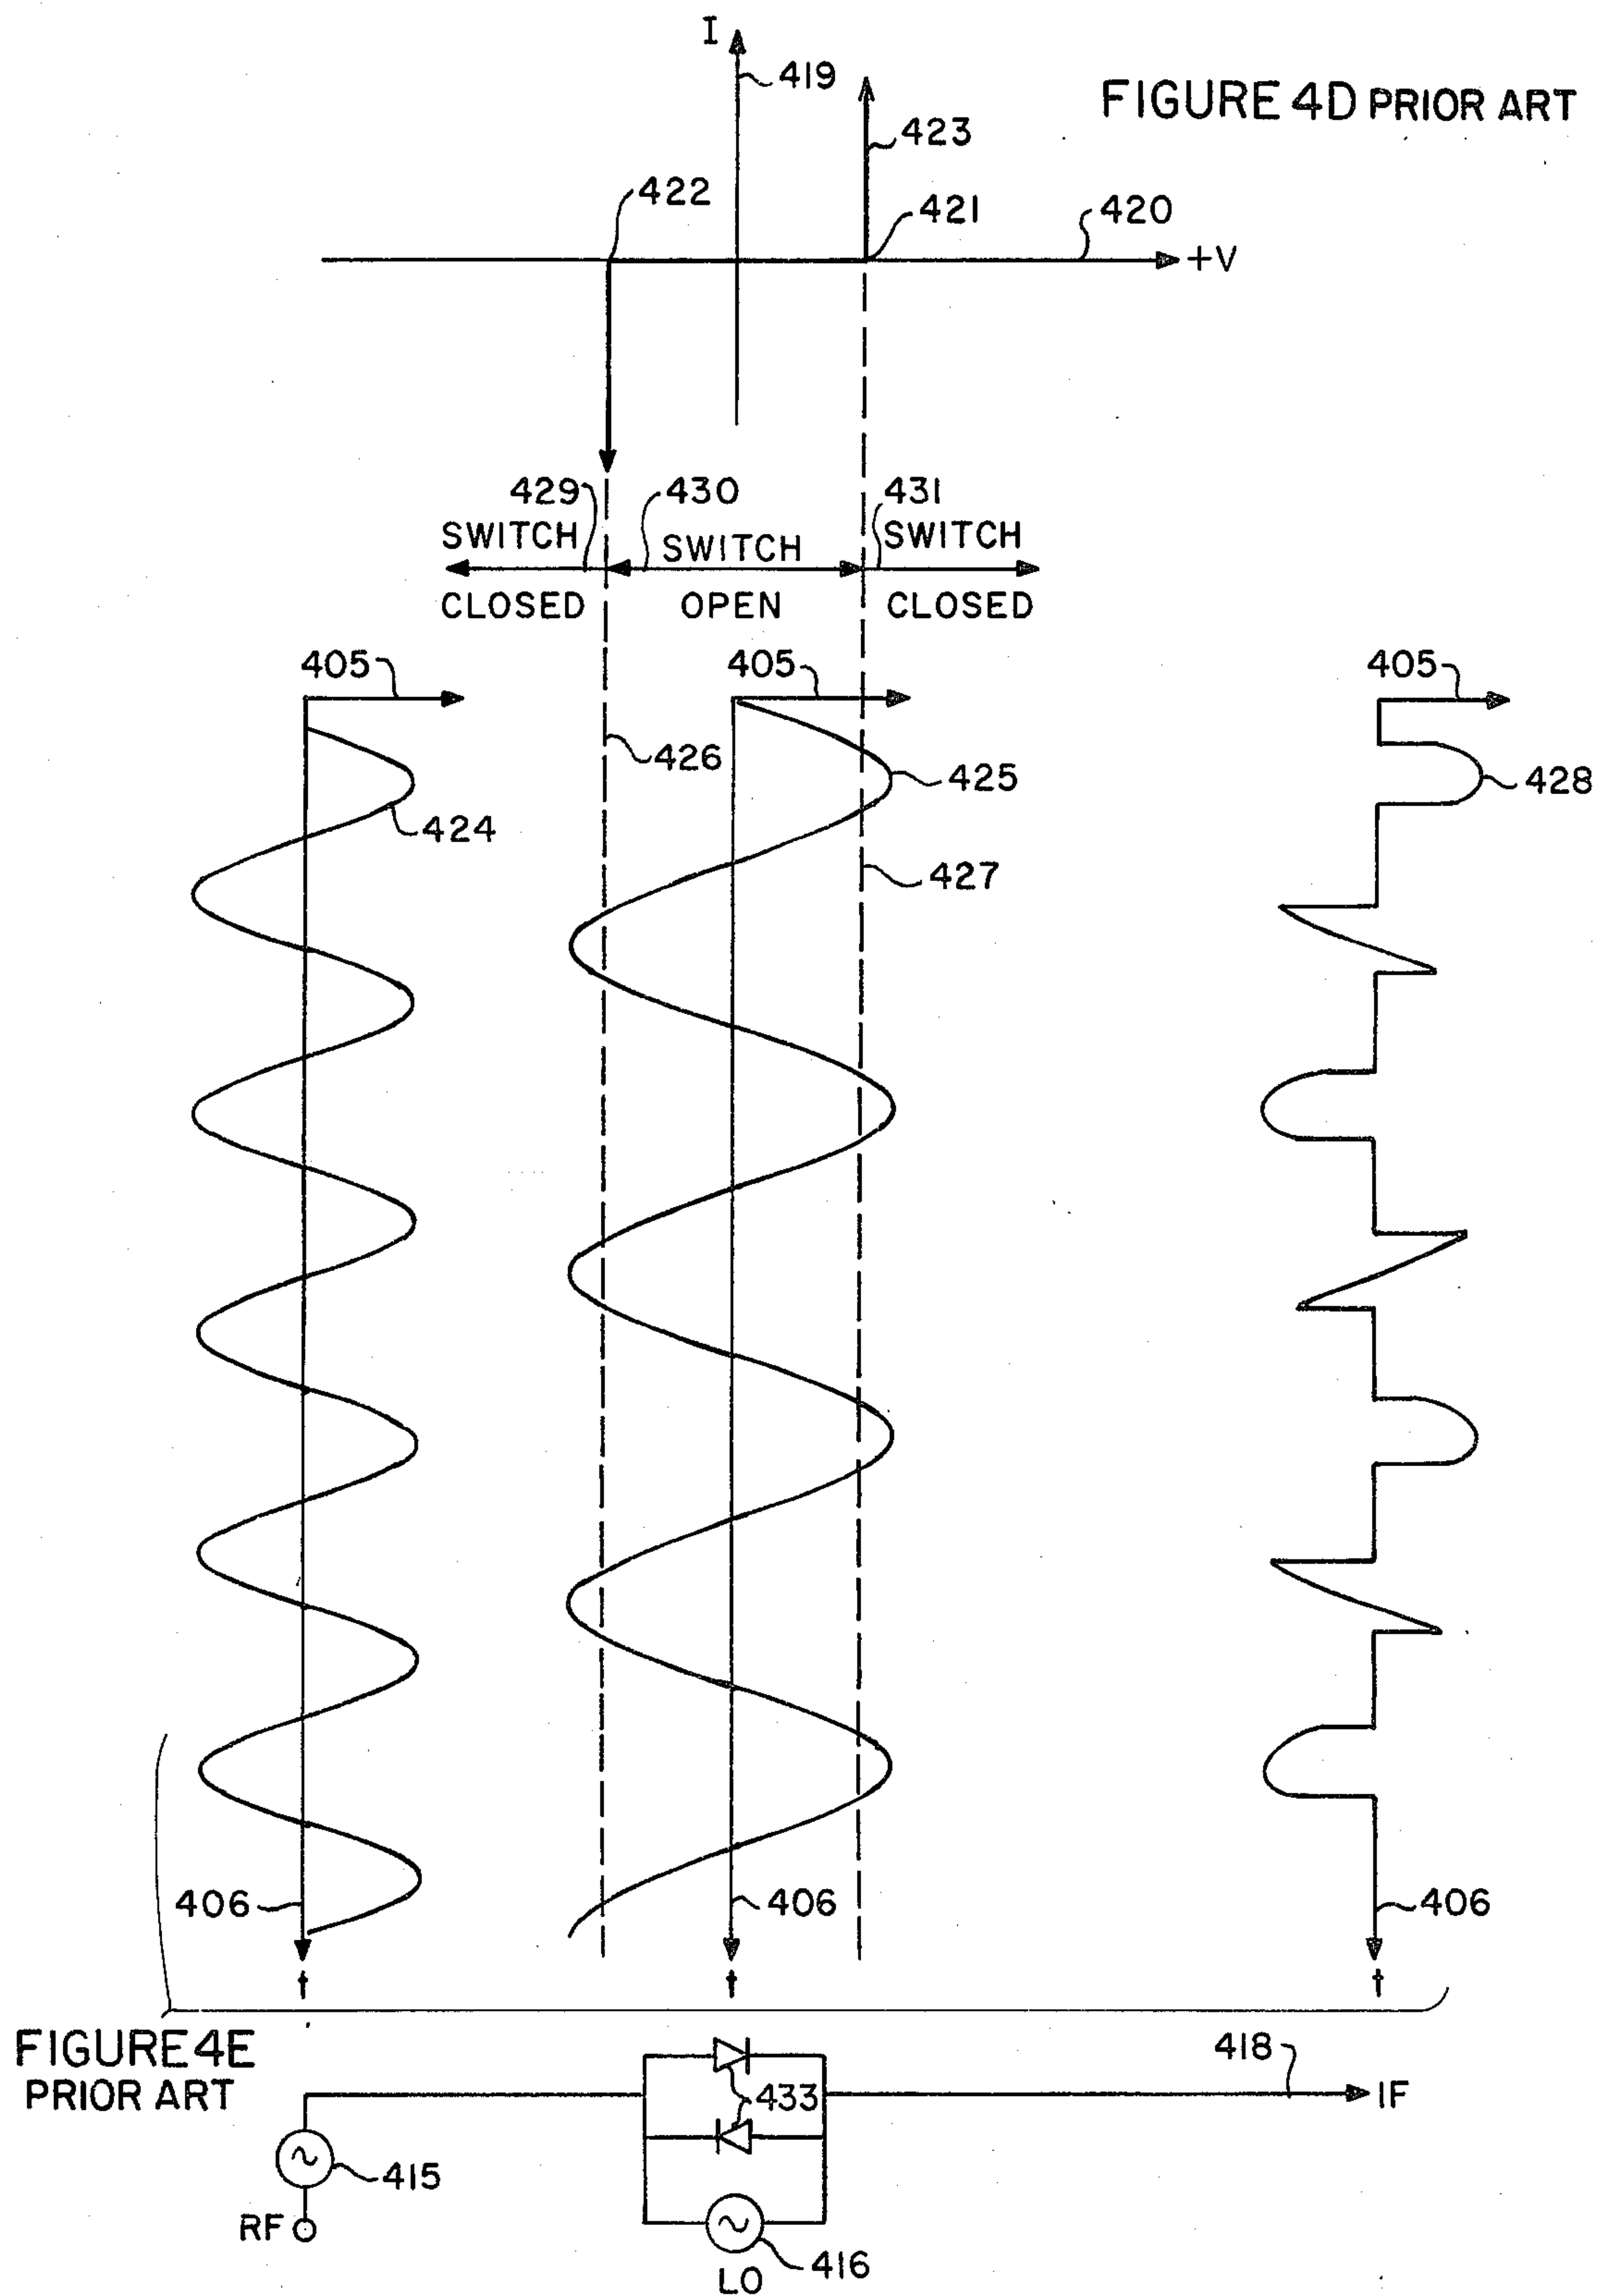 I
419
FIGURE 4D PRIOR ART
423
422
421
420
+V
429
430
431
SWITCH
SWITCH
SWITCH
CLOSED
OPEN
CLOSED
405
405
405
426
425
428
424
427
406
406
406
t
t
t
FIGURE 4E
PRIOR ART
418
433
IF
415
RF
416
LO